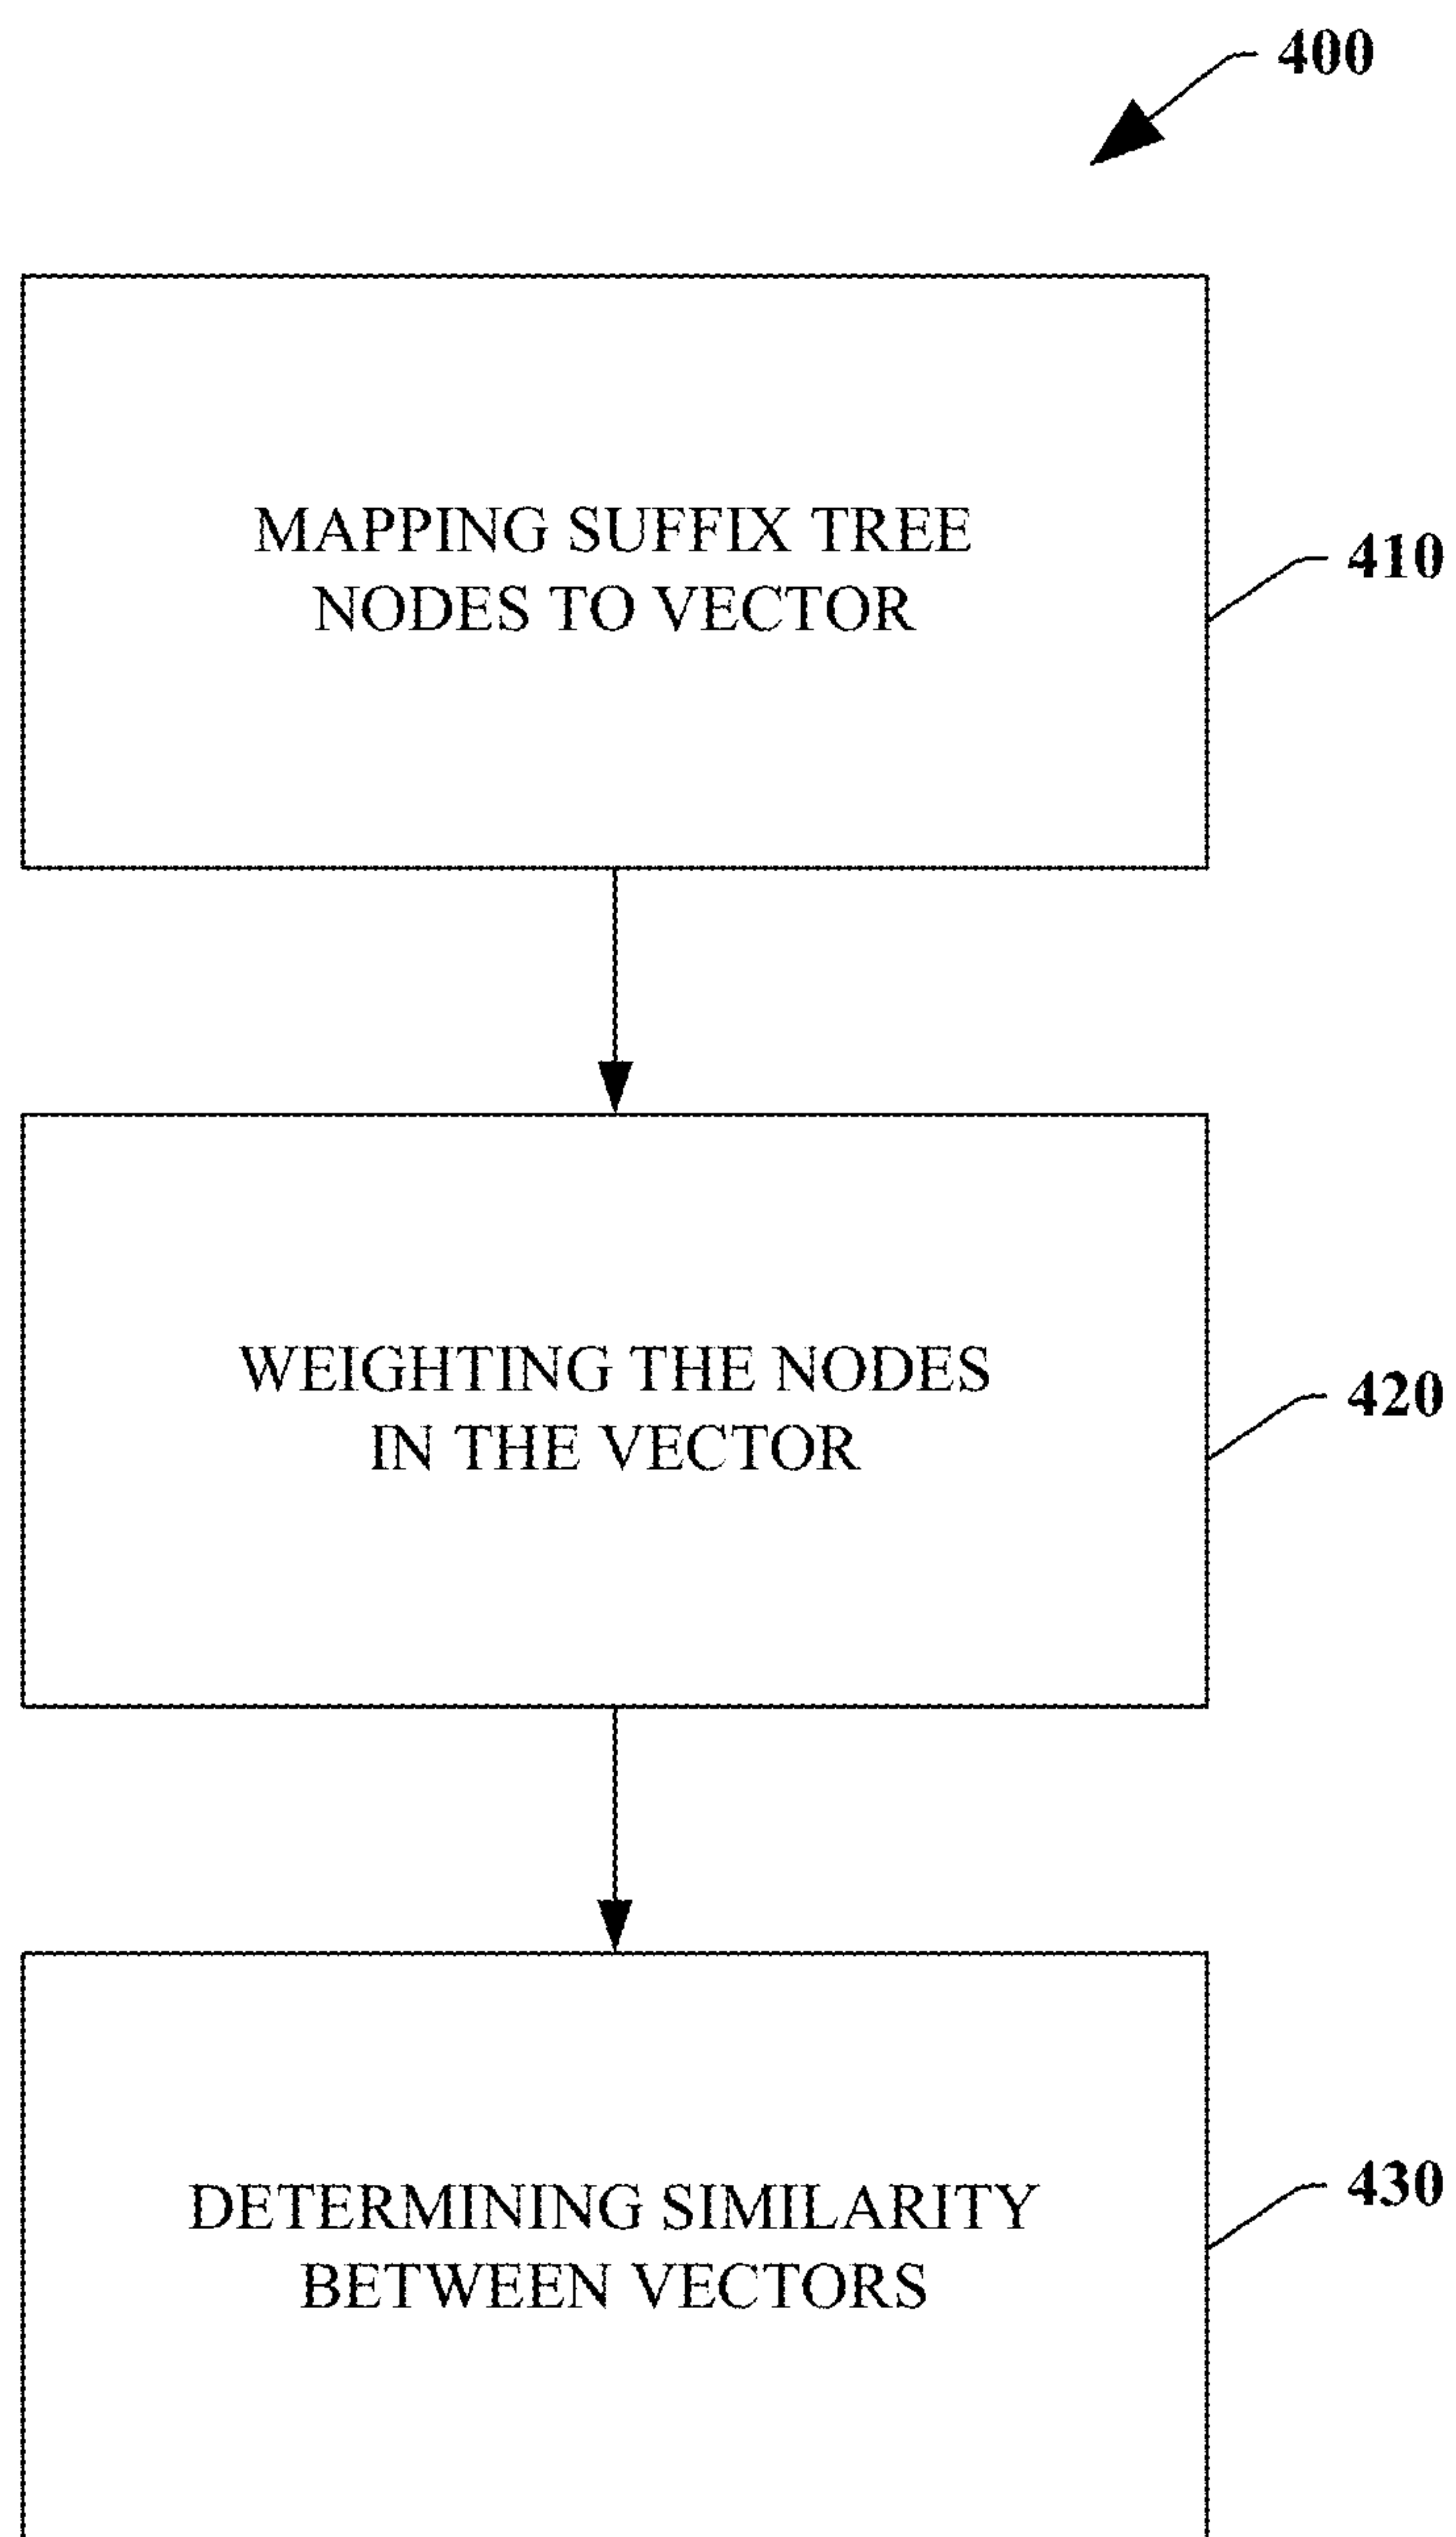 400
MAPPING SUFFIX TREE
NODES TO VECTOR
410
WEIGHTING THE NODES
IN THE VECTOR
420
DETERMINING SIMILARITY
BETWEEN VECTORS
430